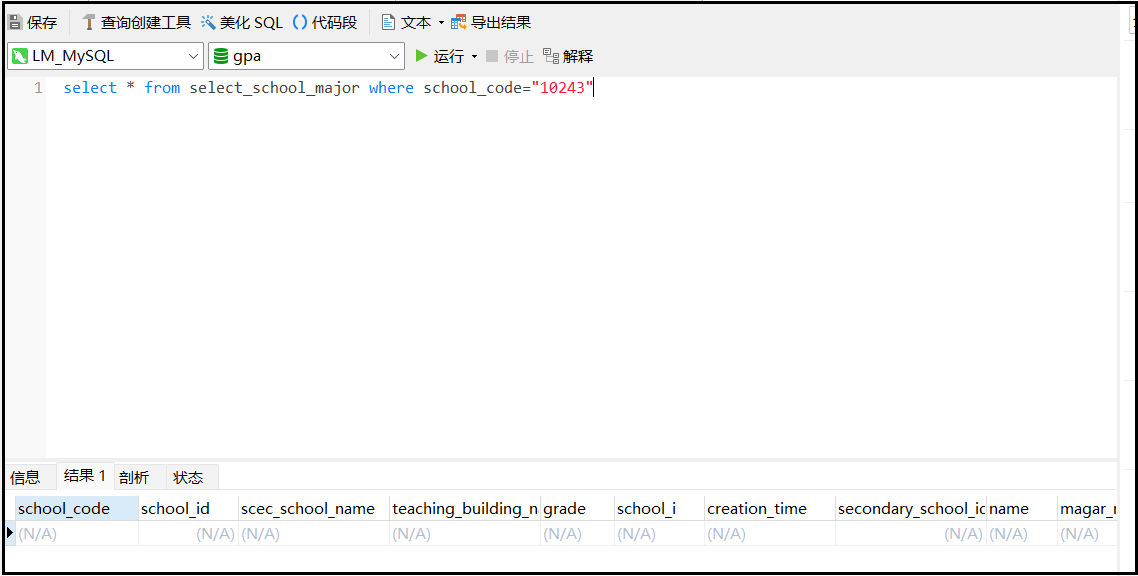 保存 查询创建工具 美化 SQL () 代码段 文本 导出结果
LM_MySQL gpa 运行 停止 解释
1 select * from select_school_major where school_code="10243"
信息 结果 1 剖析 状态
school_code school_id scec_school_name teaching_building_n grade school_i creation_time secondary_school_id name magar_r
(N/A) (N/A) (N/A) (N/A) (N/A) (N/A) (N/A) (N/A) (N/A) (N/A)